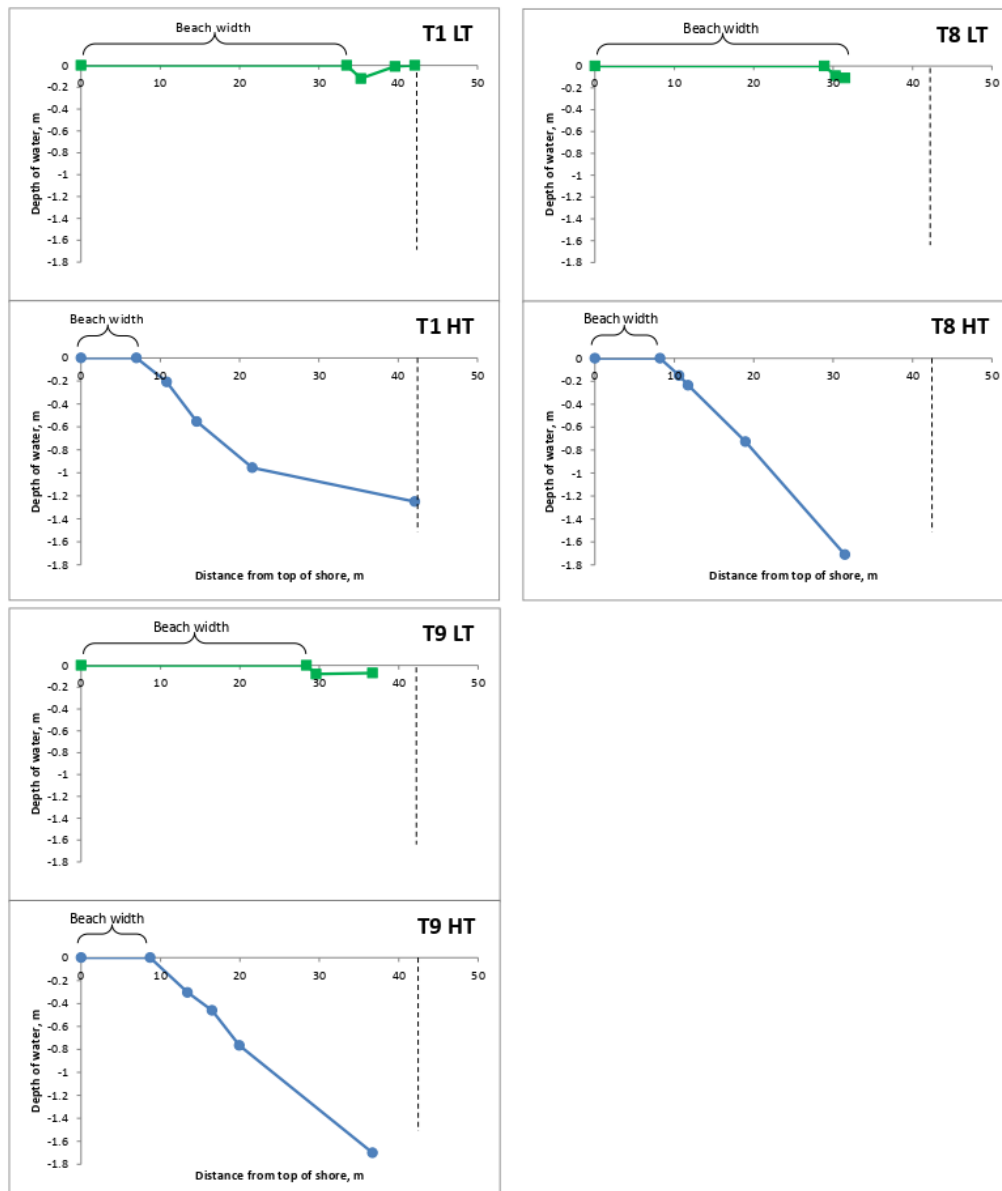 Beach width
T1 LT
0
0 10 20 30 40 50
-0.2
-0.4
-0.6
-0.8
-1
-1.2
-1.4
-1.6
-1.8
Depth of water, m
Beach width
T1 HT
0
0 10 20 30 40 50
-0.2
-0.4
-0.6
-0.8
-1
-1.2
-1.4
-1.6
-1.8
Depth of water, m
Distance from top of shore, m
Beach width
T8 LT
0
0 10 20 30 40 50
-0.2
-0.4
-0.6
-0.8
-1
-1.2
-1.4
-1.6
-1.8
Depth of water, m
Beach width
T8 HT
0
0 10 20 30 40 50
-0.2
-0.4
-0.6
-0.8
-1
-1.2
-1.4
-1.6
-1.8
Depth of water, m
Distance from top of shore, m
Beach width
T9 LT
0
0 10 20 30 40 50
-0.2
-0.4
-0.6
-0.8
-1
-1.2
-1.4
-1.6
-1.8
Depth of water, m
Beach width
T9 HT
0
0 10 20 30 40 50
-0.2
-0.4
-0.6
-0.8
-1
-1.2
-1.4
-1.6
-1.8
Depth of water, m
Distance from top of shore, m